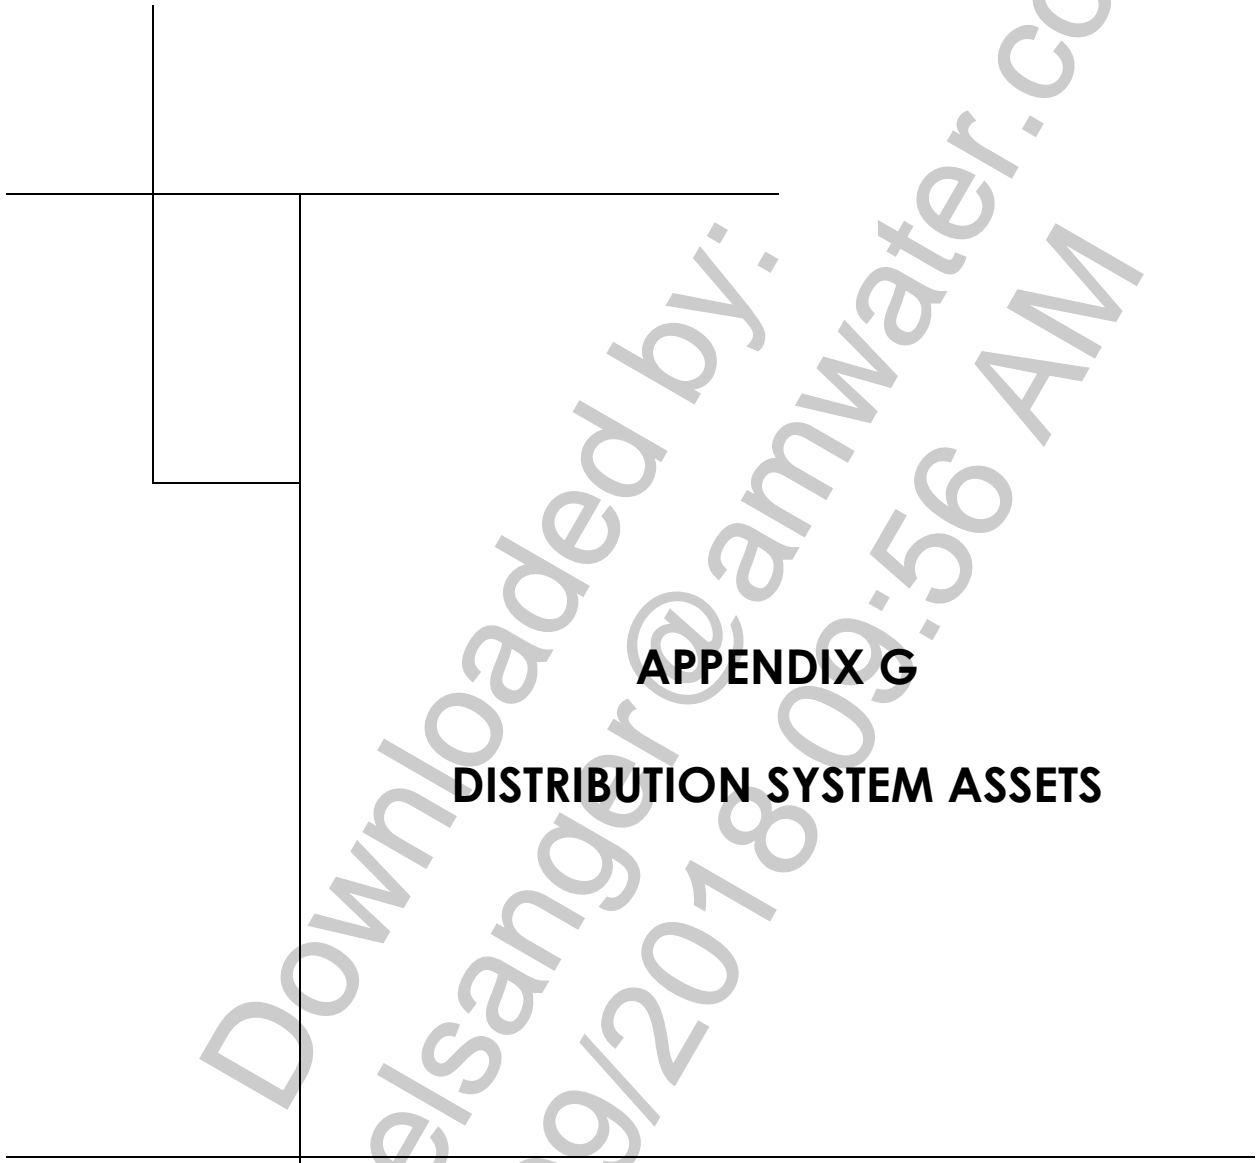 APPENDIX G
DISTRIBUTION SYSTEM ASSETS
Downloaded by:
elsanger@amwater.co
9/2018 09:56 AM